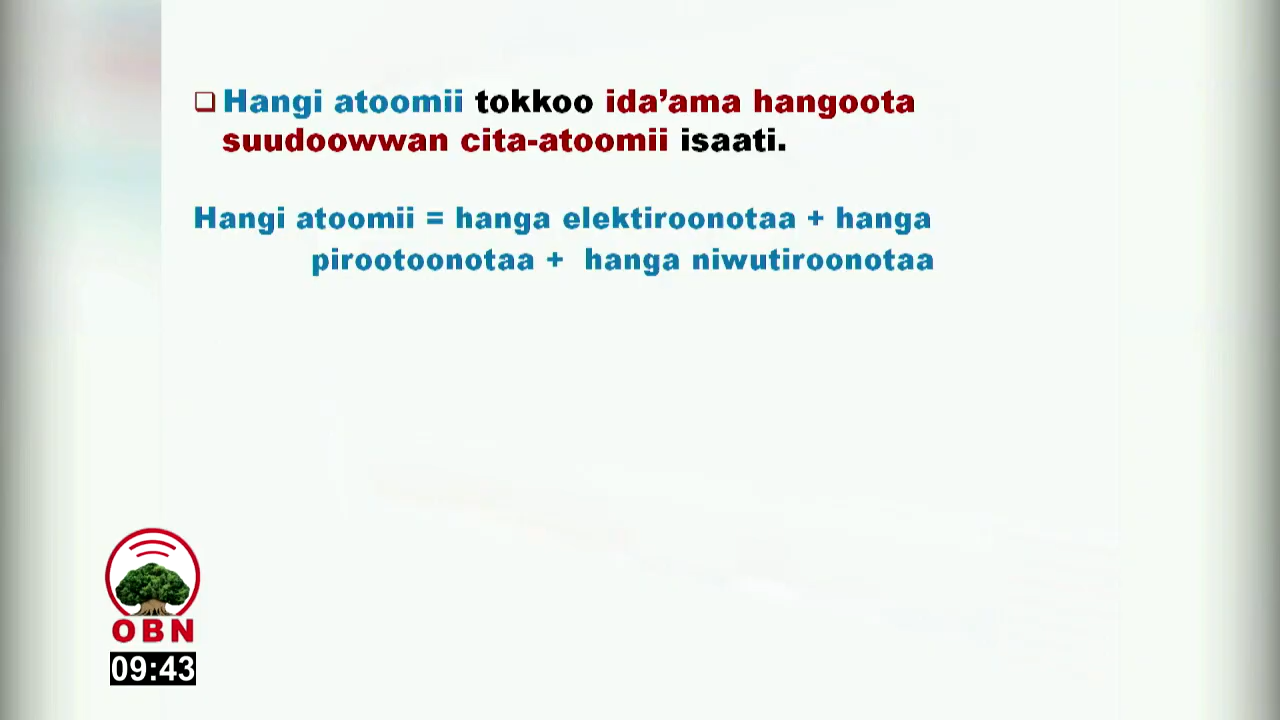 ❑ Hangi atoomii tokkoo ida’ama hangoota
suudoowwan cita-atoomii isaati.
Hangi atoomii = hanga elektiroonotaa + hanga
pirootoonotaa + hanga niwutiroonotaa
OBN
09:43